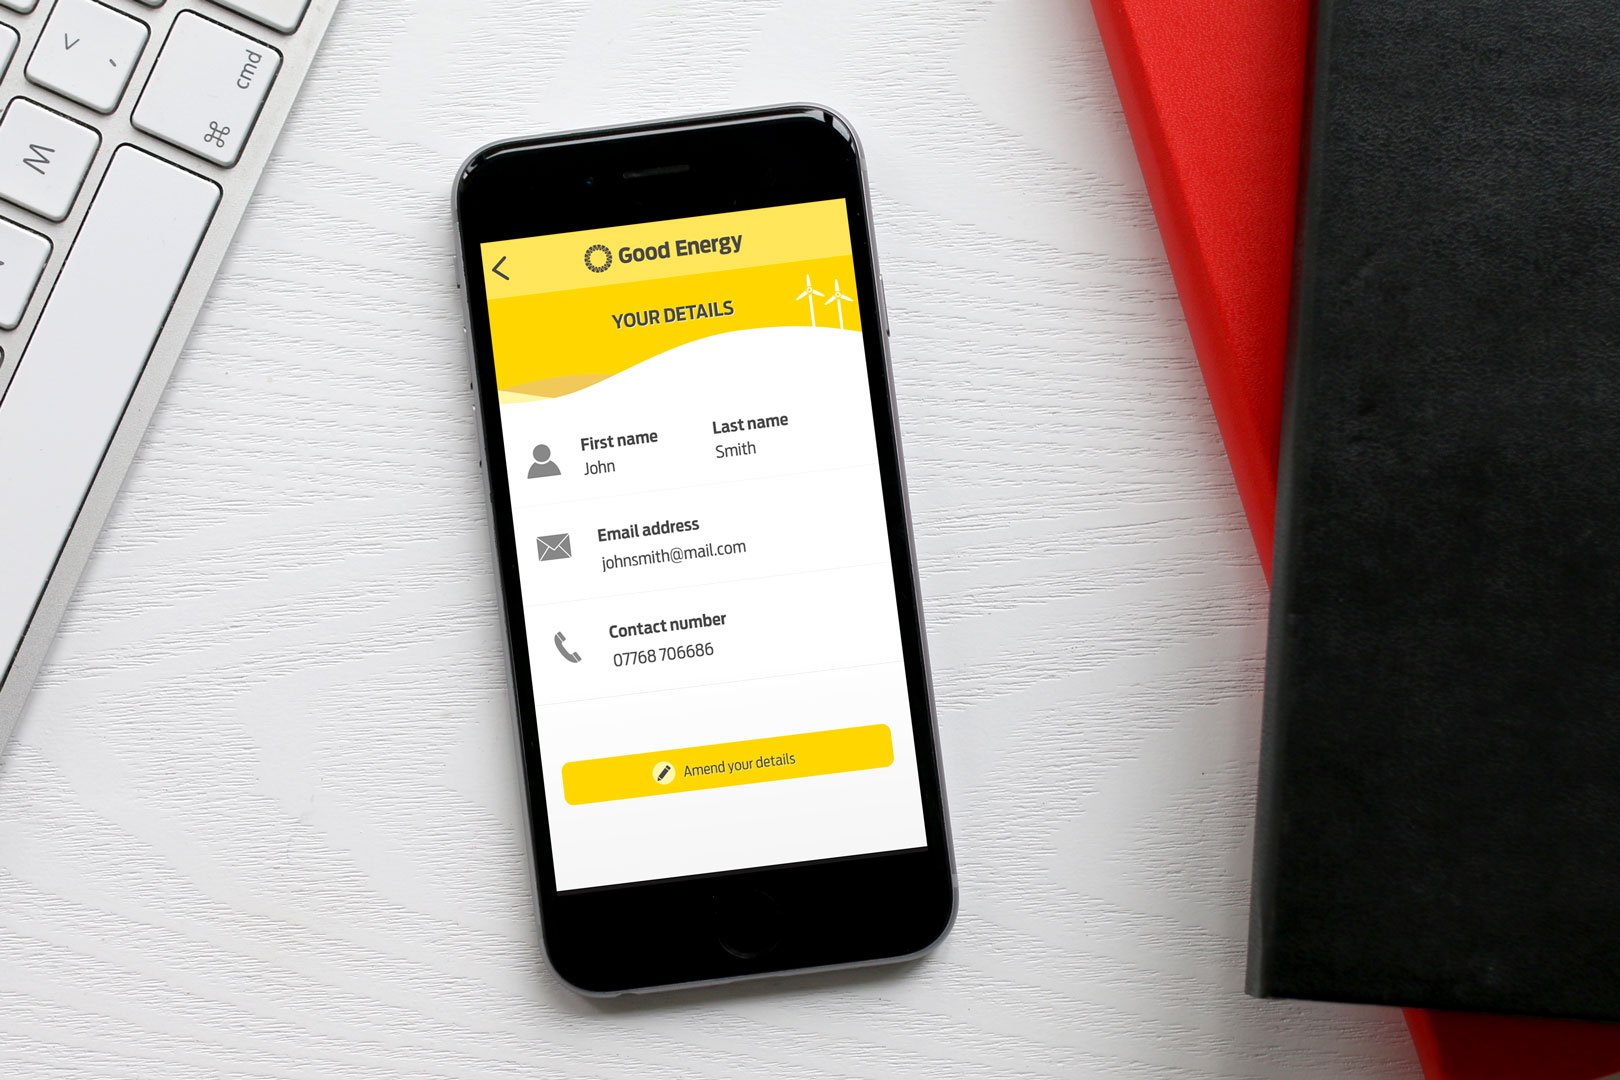 cmd
⌘
<
,
M
Good Energy
YOUR DETAILS
First name
Last name
John
Smith
Email address
johnsmith@mail.com
Contact number
07768 706686
Amend your details